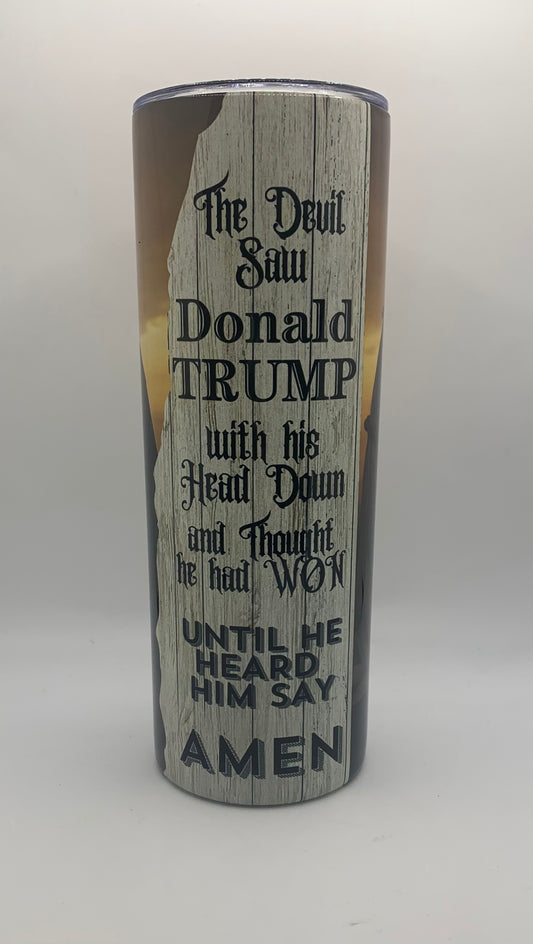 The Devil
Saw
Donald
TRUMP
with his
Head Down
and Thought
he had WON
UNTIL HE
HEARD
HIM SAY
AMEN